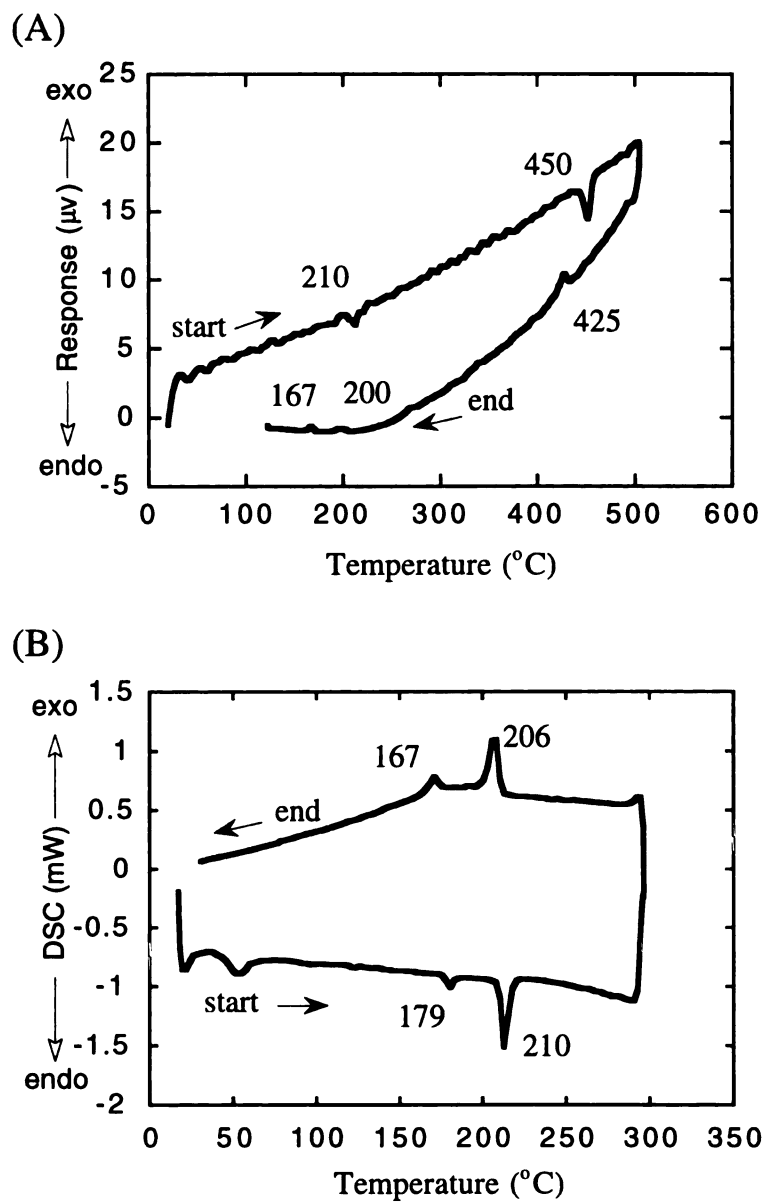 (A)
exo
Response (μv)
endo
25
20
15
10
5
0
-5
450
210
start
425
167
200
end
0 100 200 300 400 500 600
Temperature (°C)
(B)
exo
DSC (mW)
endo
1.5
1
0.5
0
-0.5
-1
-1.5
-2
206
167
end
start
179
210
0 50 100 150 200 250 300 350
Temperature (°C)